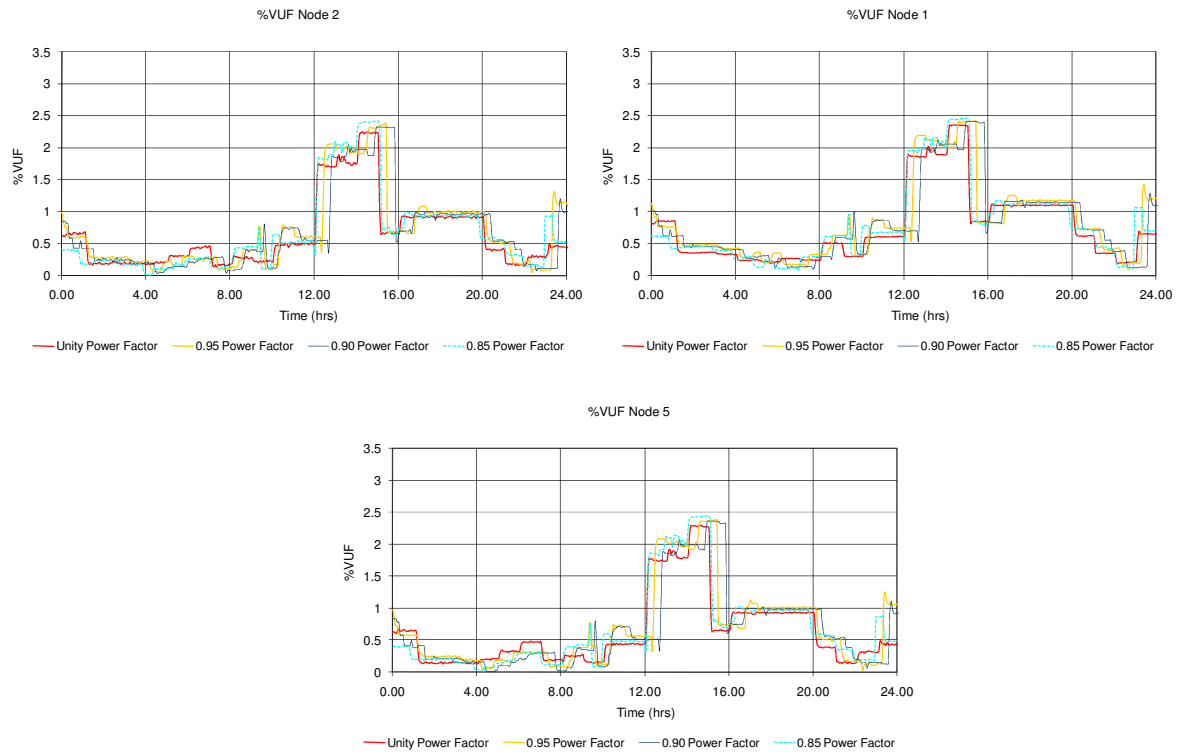 %VUF Node 2
3.5
3
2.5
2
1.5
1
0.5
0
%VUF
0.00 4.00 8.00 12.00 16.00 20.00 24.00
Time (hrs)
Unity Power Factor 0.95 Power Factor 0.90 Power Factor 0.85 Power Factor
%VUF Node 1
3.5
3
2.5
2
1.5
1
0.5
0
%VUF
0.00 4.00 8.00 12.00 16.00 20.00 24.00
Time (hrs)
Unity Power Factor 0.95 Power Factor 0.90 Power Factor 0.85 Power Factor
%VUF Node 5
3.5
3
2.5
2
1.5
1
0.5
0
%VUF
0.00 4.00 8.00 12.00 16.00 20.00 24.00
Time (hrs)
Unity Power Factor 0.95 Power Factor 0.90 Power Factor 0.85 Power Factor